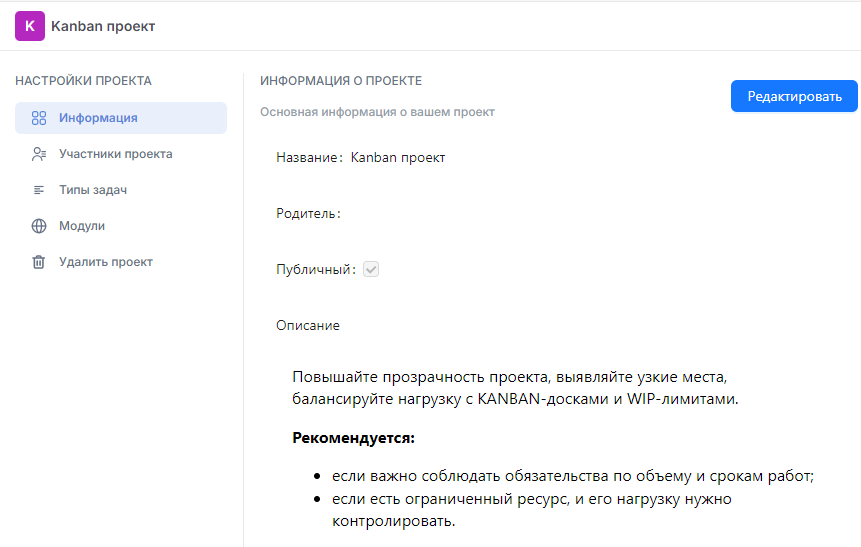 K Kanban проект
НАСТРОЙКИ ПРОЕКТА
Информация
Участники проекта
Типы задач
Модули
Удалить проект
ИНФОРМАЦИЯ О ПРОЕКТЕ
Основная информация о вашем проект
Редактировать
Название: Kanban проект
Родитель:
Публичный:
Описание
Повышайте прозрачность проекта, выявляйте узкие места,
балансируйте нагрузку с KANBAN-досками и WIP-лимитами.
Рекомендуется:
• если важно соблюдать обязательства по объему и срокам работ;
• если есть ограниченный ресурс, и его нагрузку нужно
контролировать.